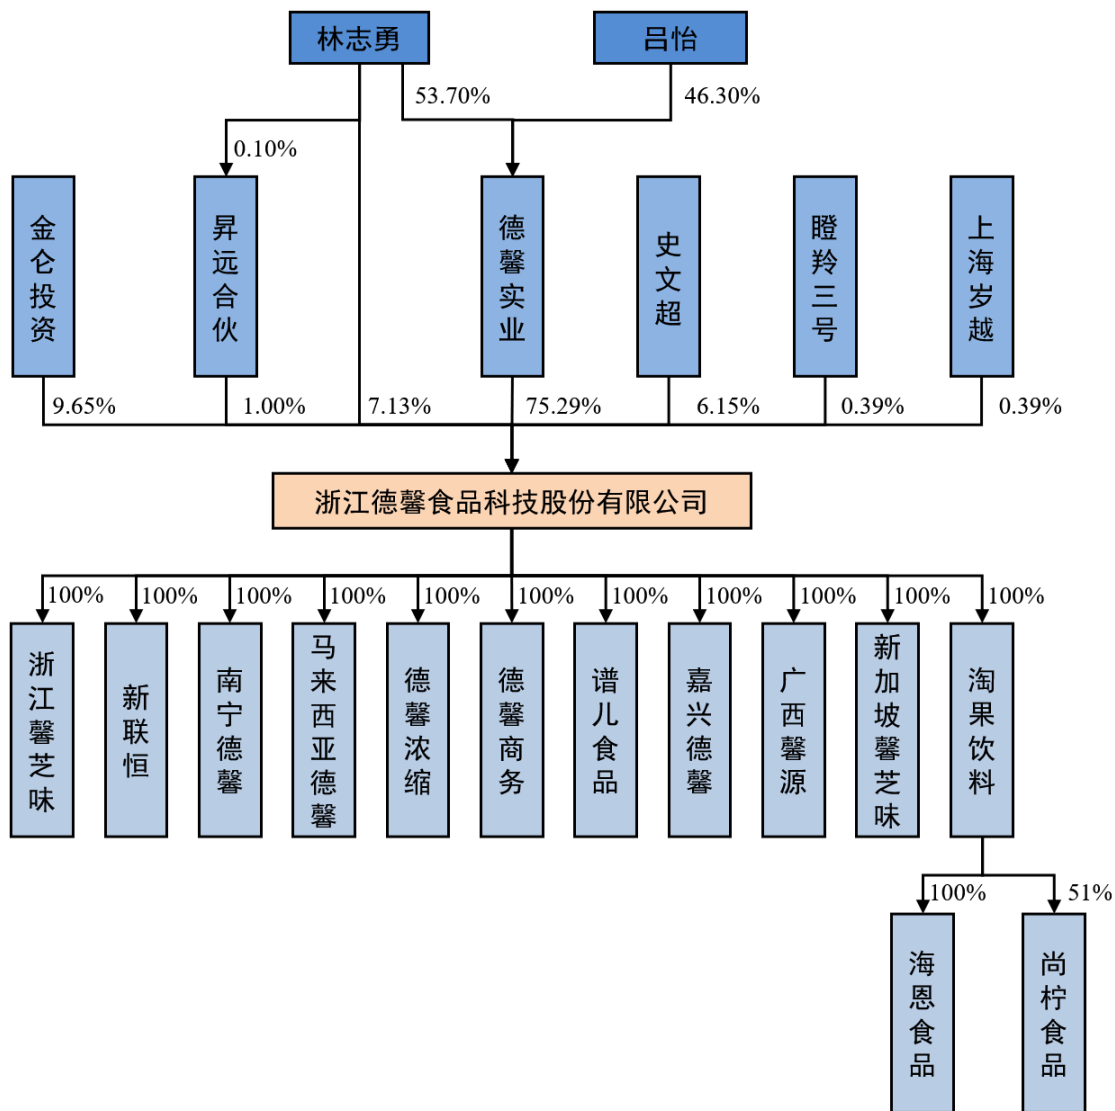 林志勇
吕怡
53.70%
46.30%
0.10%
金仑投资
昇远合伙
德馨实业
史文超
瞪羚三号
上海岁越
9.65%
1.00%
7.13%
75.29%
6.15%
0.39%
0.39%
浙江德馨食品科技股份有限公司
100%
100%
100%
100%
100%
100%
100%
100%
100%
100%
100%
浙江馨芝味
新联恒
南宁德馨
马来西亚德馨
德馨浓缩
德馨商务
谱儿食品
嘉兴德馨
广西馨源
新加坡馨芝味
淘果饮料
100%
51%
海恩食品
尚柠食品